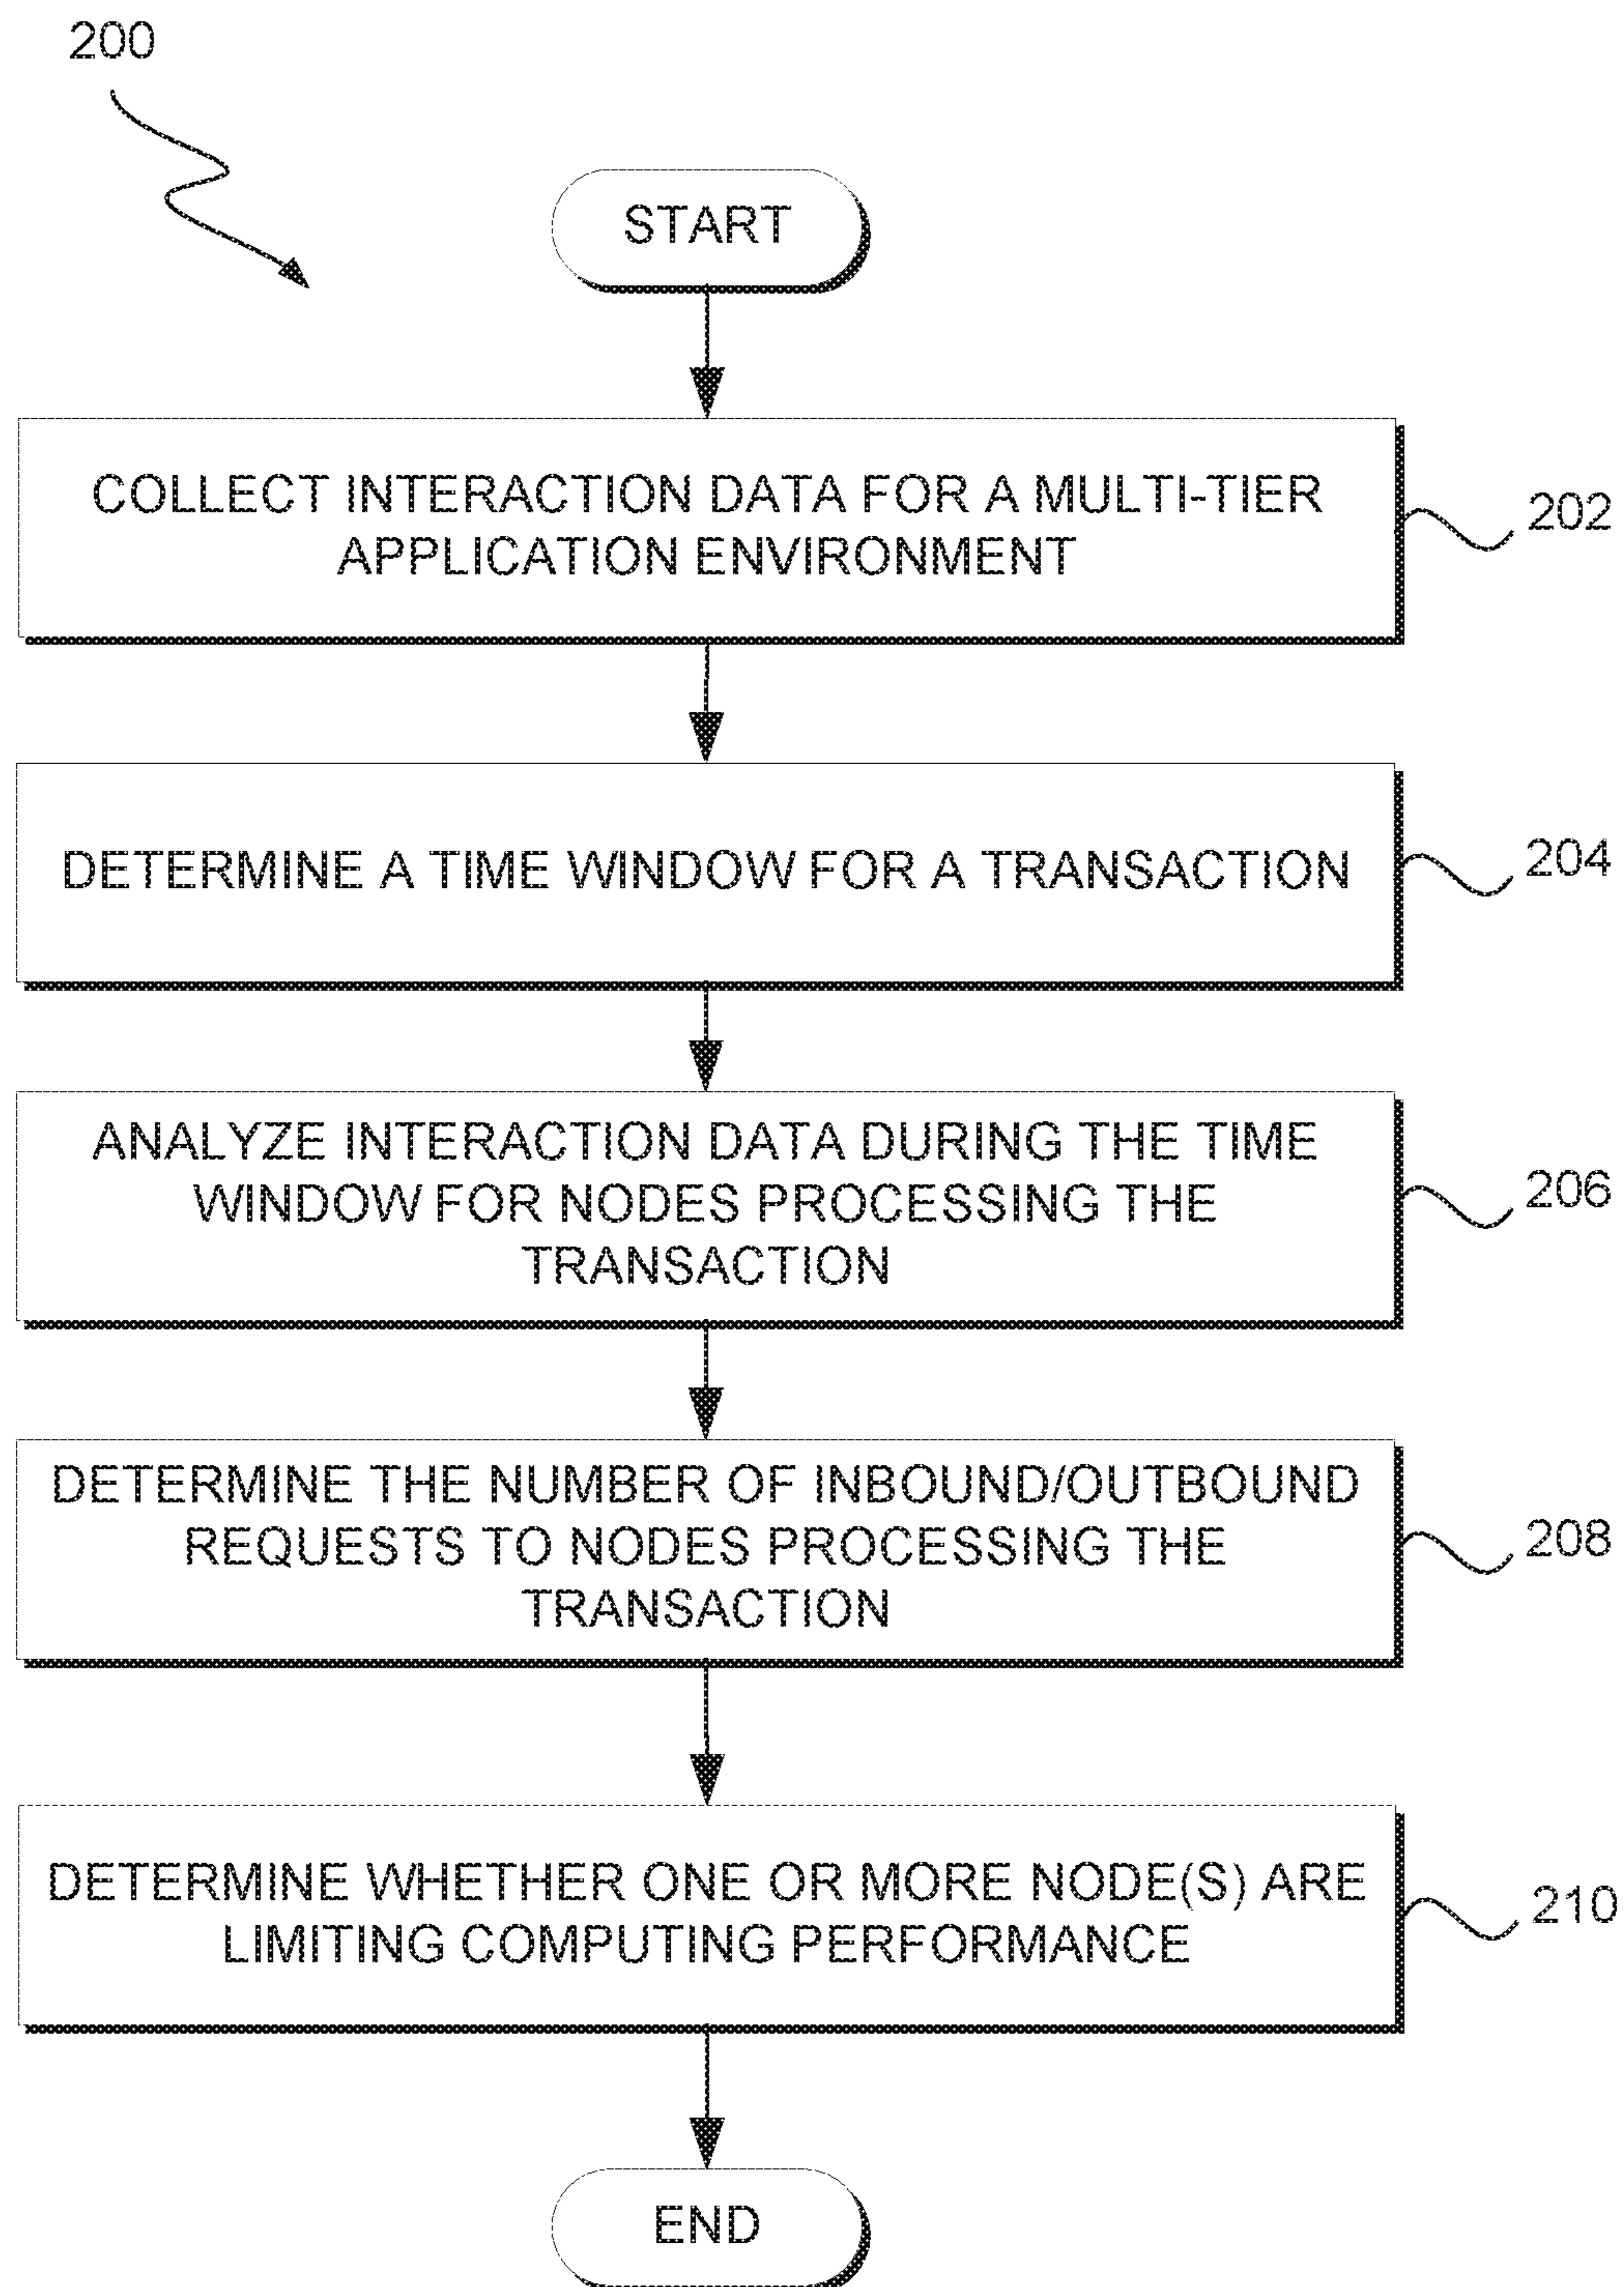 200
START
COLLECT INTERACTION DATA FOR A MULTI-TIER
APPLICATION ENVIRONMENT
202
DETERMINE A TIME WINDOW FOR A TRANSACTION
204
ANALYZE INTERACTION DATA DURING THE TIME
WINDOW FOR NODES PROCESSING THE
TRANSACTION
206
DETERMINE THE NUMBER OF INBOUND/OUTBOUND
REQUESTS TO NODES PROCESSING THE
TRANSACTION
208
DETERMINE WHETHER ONE OR MORE NODE(S) ARE
LIMITING COMPUTING PERFORMANCE
210
END